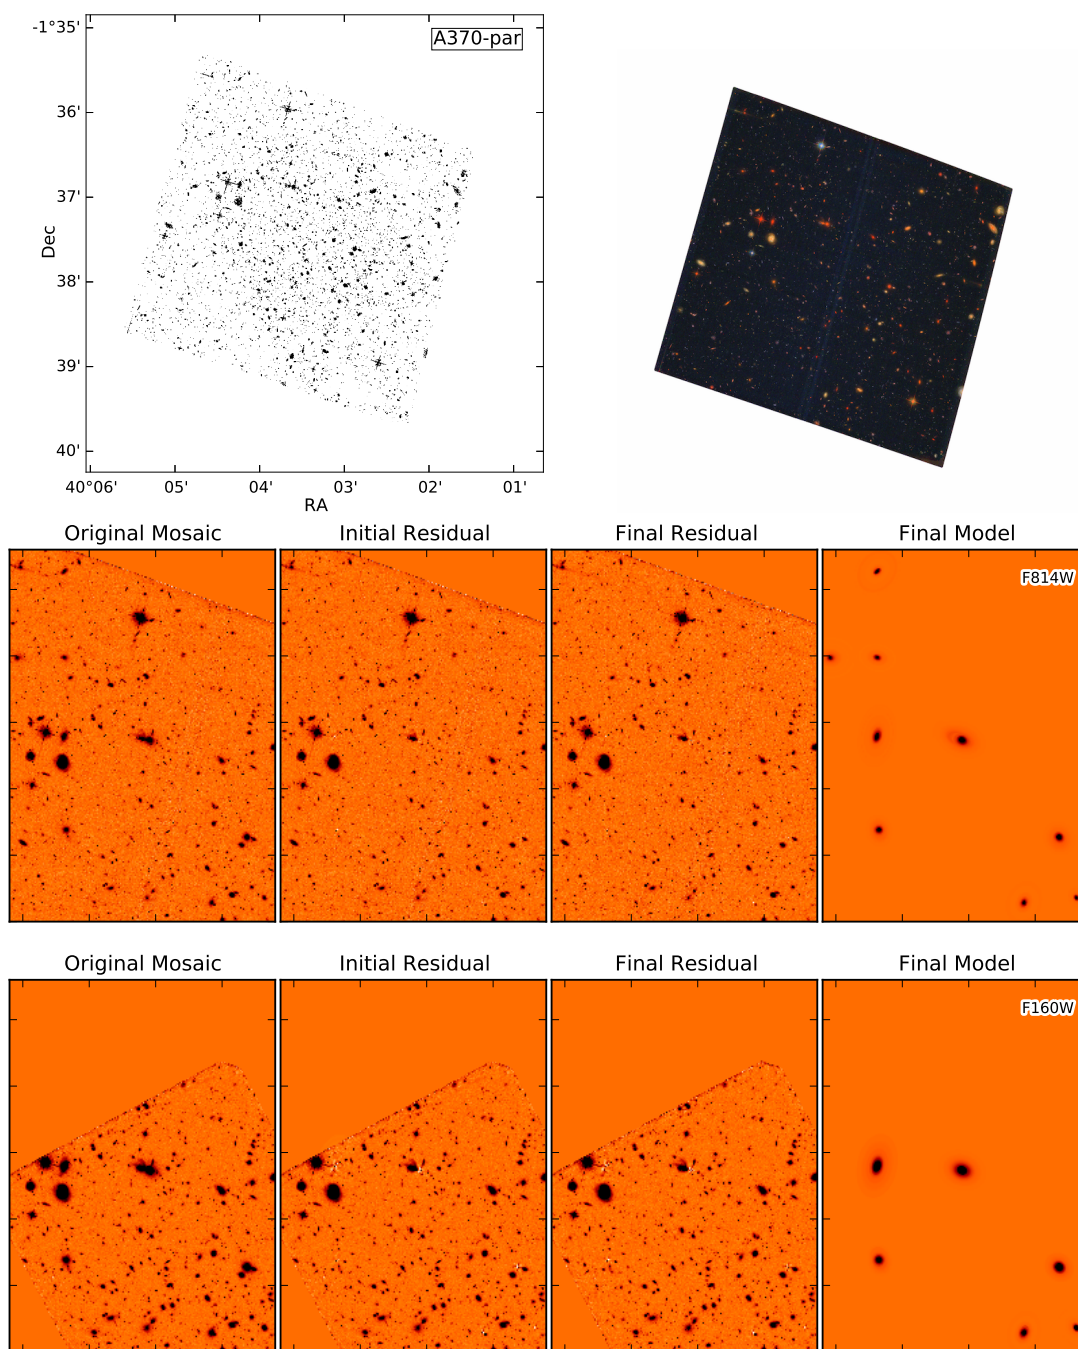 -1°35'
A370-par
36'
37'
Dec
38'
39'
40'
40°06' 05' 04' 03' 02' 01'
RA
Original Mosaic Initial Residual Final Residual Final Model
F814W
Original Mosaic Initial Residual Final Residual Final Model
F160W